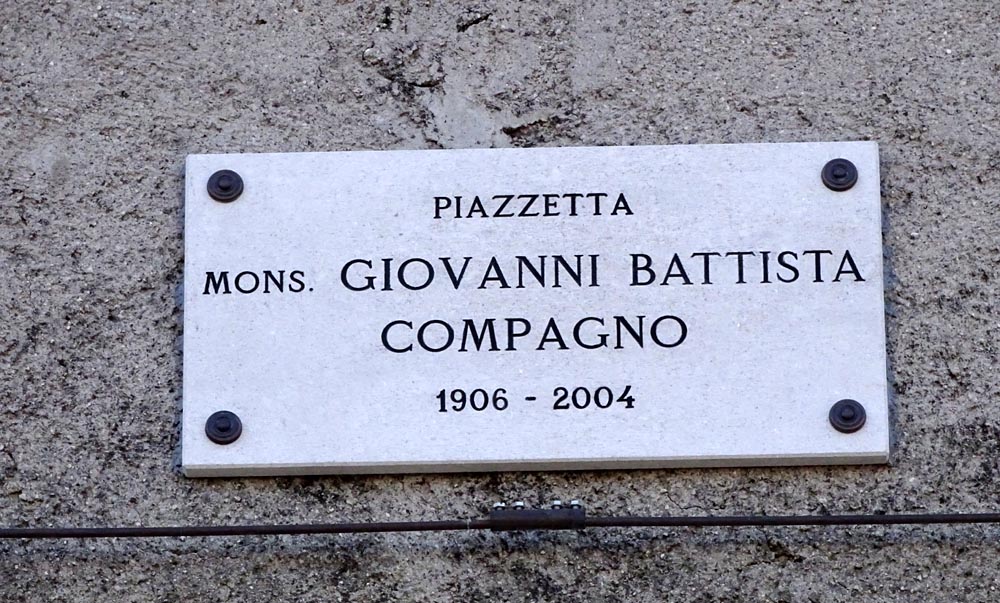 PIAZZETTA
MONS. GIOVANNI BATTISTA
COMPAGNO
1906 - 2004